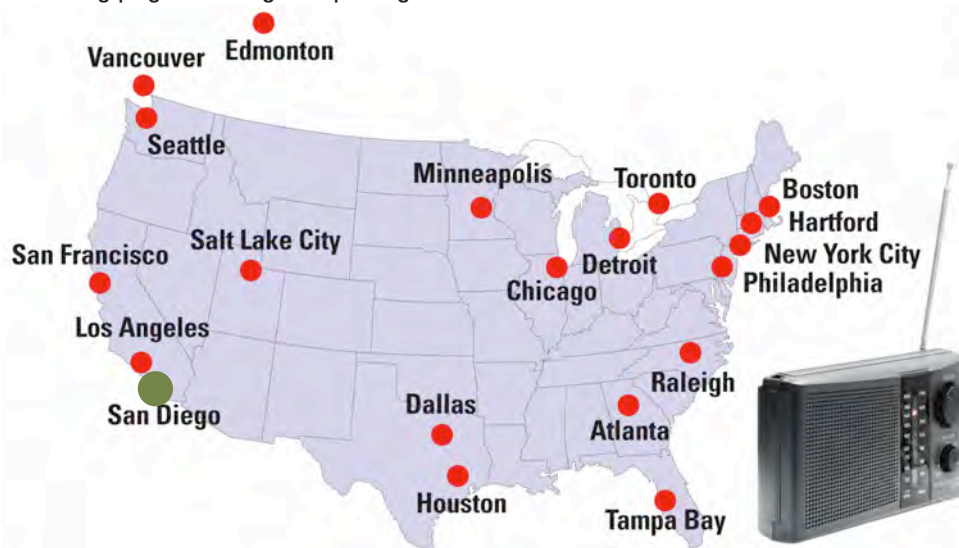 Edmonton
Vancouver
Seattle
Minneapolis
Toronto
Boston
Hartford
San Francisco
Salt Lake City
New York City
Detroit
Chicago
Philadelphia
Los Angeles
Raleigh
San Diego
Dallas
Atlanta
Houston
Tampa Bay